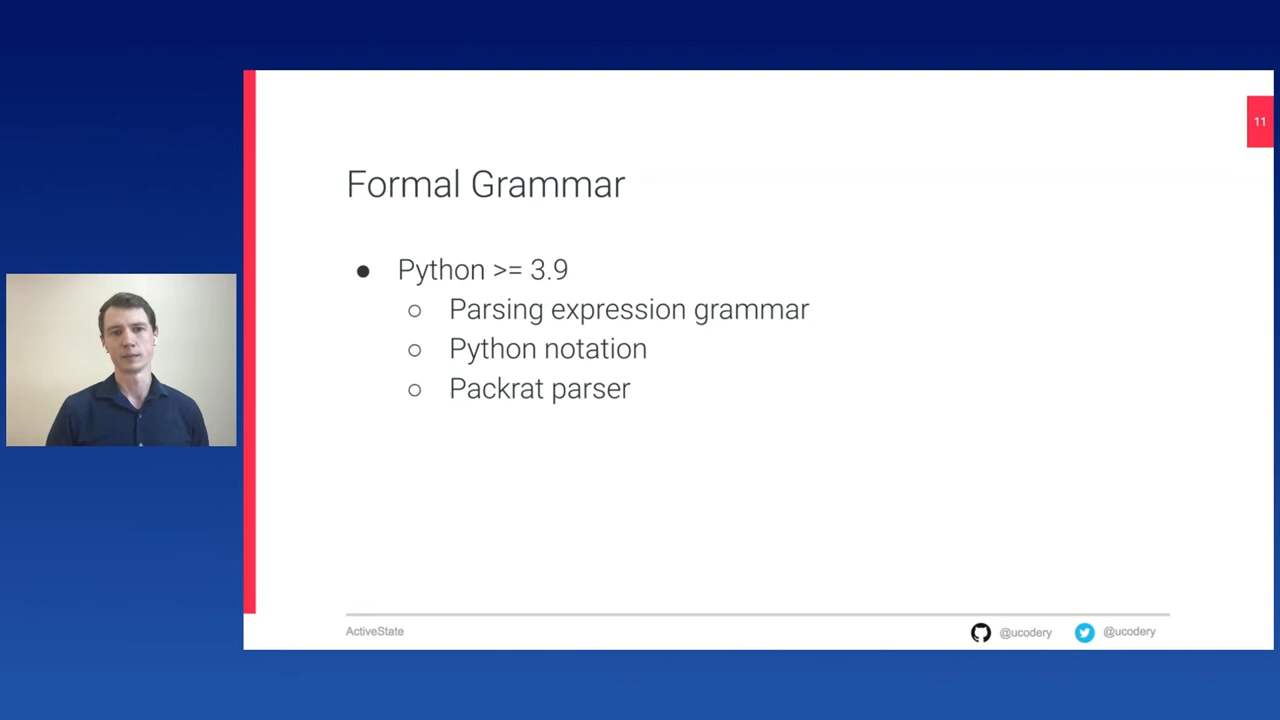 11
Formal Grammar
● Python >= 3.9
○ Parsing expression grammar
○ Python notation
○ Packrat parser
ActiveState
@ucodery
@ucodery